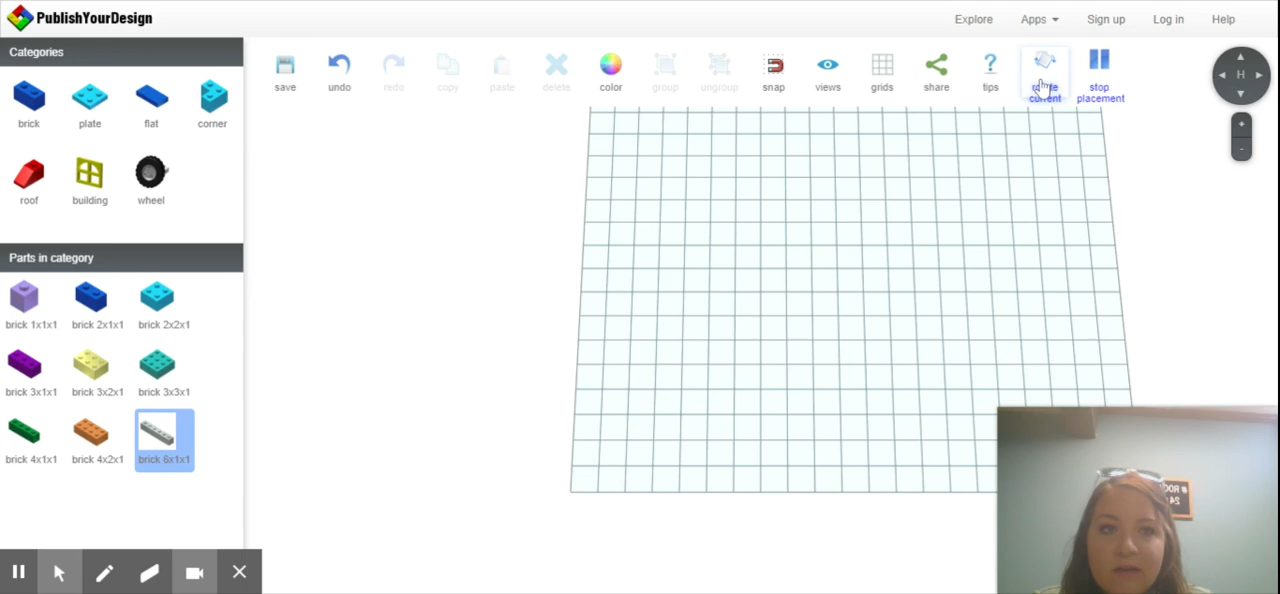 PublishYourDesign
Explore Apps Sign up Log in Help
Categories
brick plate flat corner
roof building wheel
Parts in category
brick 1x1x1 brick 2x1x1 brick 2x2x1
brick 3x1x1 brick 3x2x1 brick 3x3x1
brick 4x1x1 brick 4x2x1 brick 6x1x1
save undo redo copy paste delete color group ungroup snap views grids share tips
current
stop
placement
H
+
-